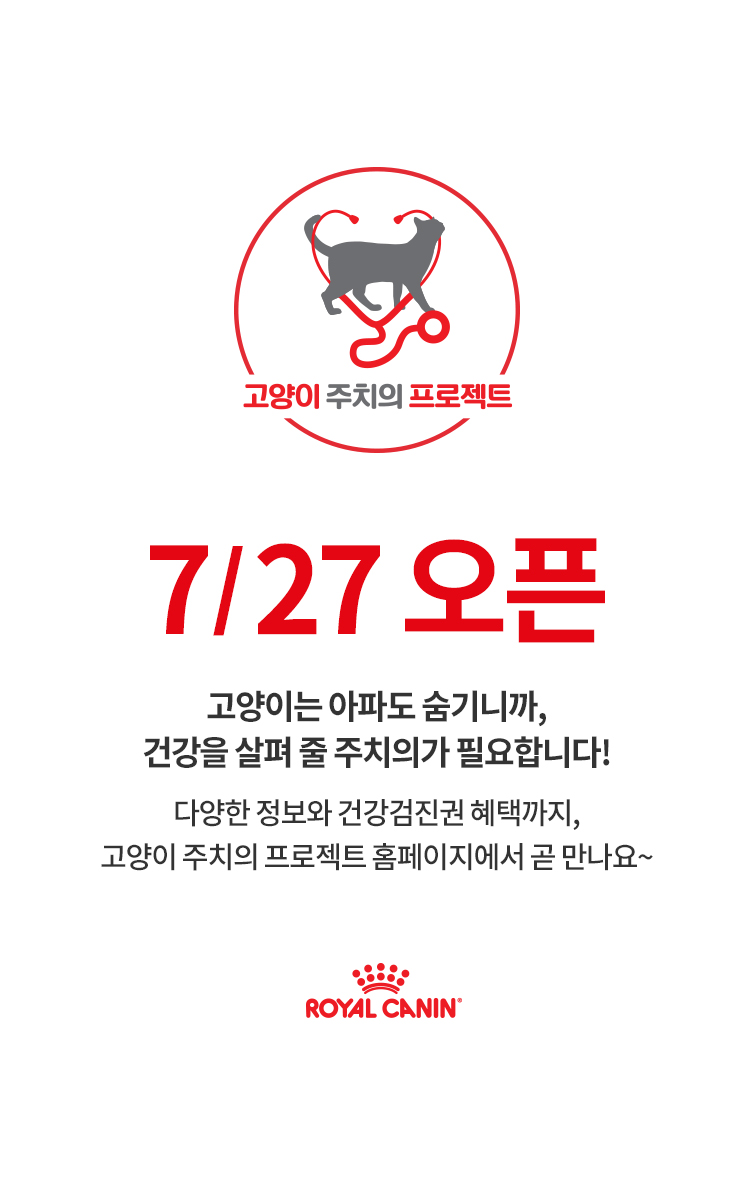 고양이 주치의 프로젝트
7/27 오픈
고양이는 아파도 숨기니까,
건강을 살펴 줄 주치의가 필요합니다!
다양한 정보와 건강검진권 혜택까지,
고양이 주치의 프로젝트 홈페이지에서 곧 만나요~
ROYAL CANIN®